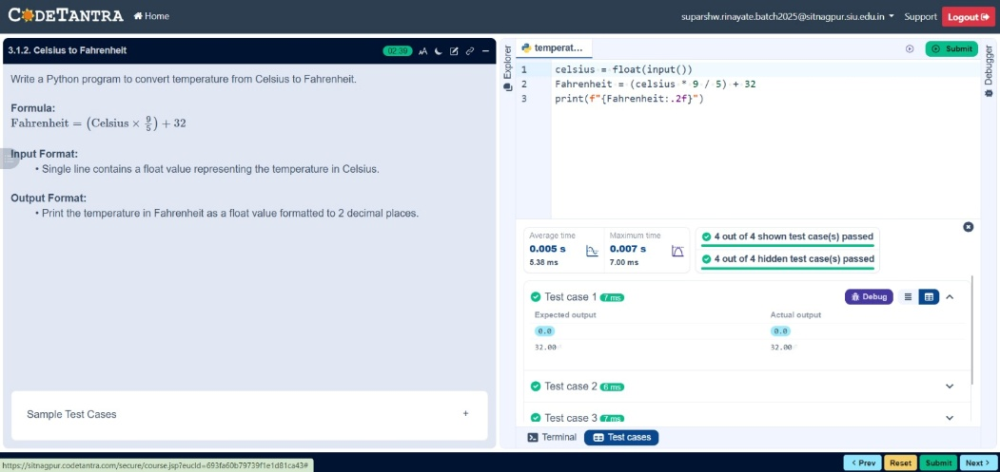 CODETANTRA Home suparshw.rinayate.batch2025@sitnagpur.siu.edu.in Support Logout
3.1.2. Celsius to Fahrenheit 02:39 AA
Write a Python program to convert temperature from Celsius to Fahrenheit.
Formula:
Fahrenheit = (Celsius × 9/5) + 32
Input Format:
• Single line contains a float value representing the temperature in Celsius.
Output Format:
• Print the temperature in Fahrenheit as a float value formatted to 2 decimal places.
Sample Test Cases +
Explorer
temperat...
Submit
Debugger
1 celsius = float(input())
2 Fahrenheit = (celsius * 9 / 5) + 32
3 print(f"{Fahrenheit:.2f}")
Average time Maximum time
0.005 s 0.007 s
5.38 ms 7.00 ms
4 out of 4 shown test case(s) passed
4 out of 4 hidden test case(s) passed
Test case 1 7 ms Debug
Expected output Actual output
0.0 0.0
32.00 32.00
Test case 2 6 ms
Test case 3 7 ms
Terminal Test cases
https://sitnagpur.codetantra.com/secure/course.jsp?eucId=693fa60b79739f1e1d81ca43#
< Prev Reset Submit Next >